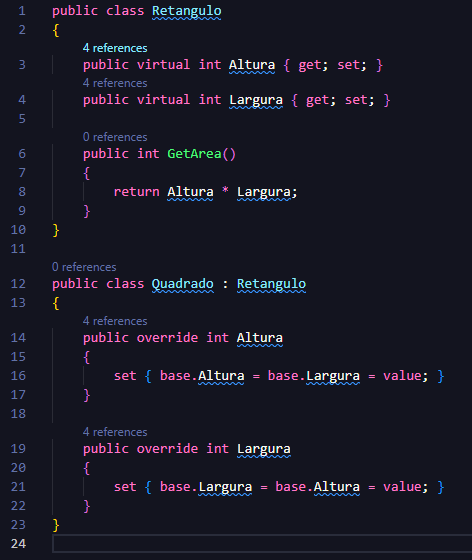 1 public class Retangulo
2 {
4 references
3 public virtual int Altura { get; set; }
4 references
4 public virtual int Largura { get; set; }
5
0 references
6 public int GetArea()
7 {
8 return Altura * Largura;
9 }
10 }
11
0 references
12 public class Quadrado : Retangulo
13 {
4 references
14 public override int Altura
15 {
16 set { base.Altura = base.Largura = value; }
17 }
18
4 references
19 public override int Largura
20 {
21 set { base.Largura = base.Altura = value; }
22 }
23 }
24